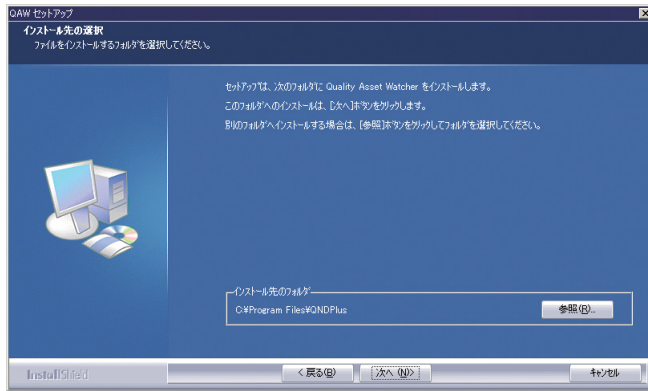 QAW セットアップ
インストール先の選択
ファイルをインストールするフォルダを選択してください。
セットアップは、次のフォルダに Quality Asset Watcher をインストールします。
このフォルダへのインストールは、[次へ]ボタンをクリックします。
別のフォルダへインストールする場合は、[参照]ボタンをクリックしてフォルダを選択してください。
インストール先のフォルダ
C:¥Program Files¥QNDPlus
参照(R)...
InstallShield
< 戻る(B)
次へ (N)>
キャンセル